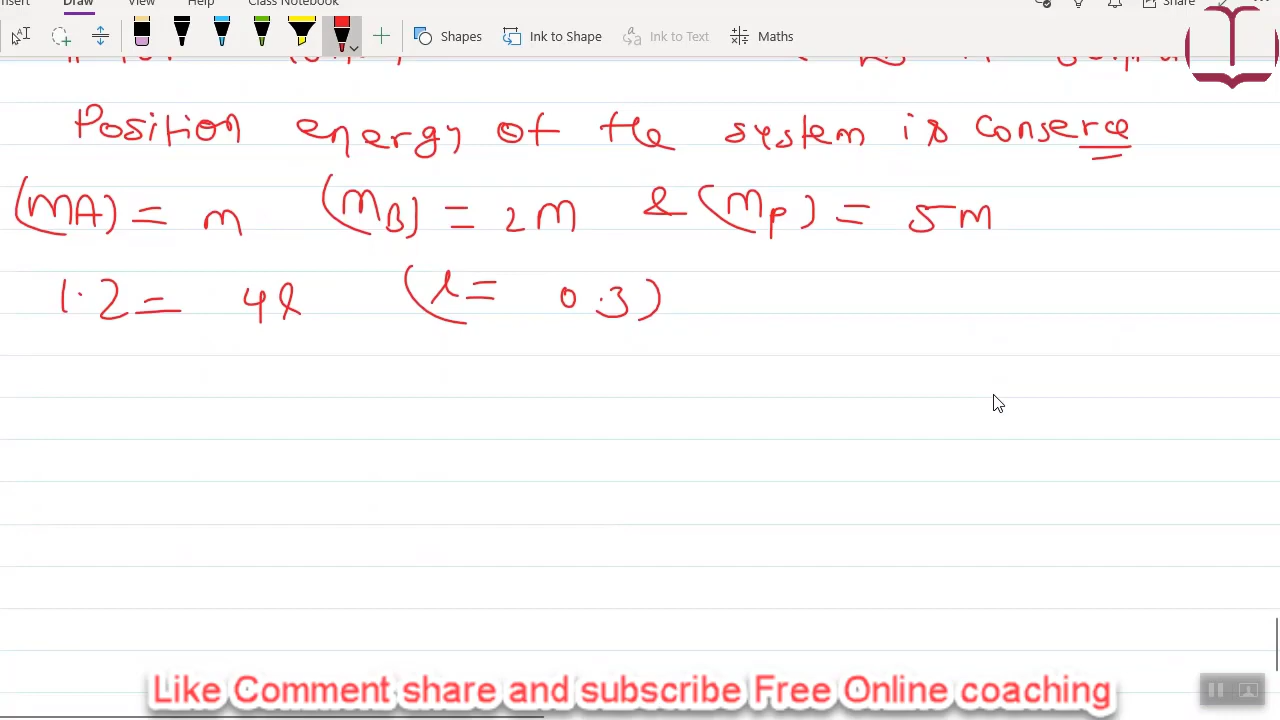 Insert Draw View Help Class Notebook Share
A I Shapes Ink to Shape Ink to Text Maths
Position energy of the system is conserve
(MA) = m (MB) = 2M & (Mp) = 5M
1.2 = 4l (l = 0.3)
Like Comment share and subscribe Free Online coaching